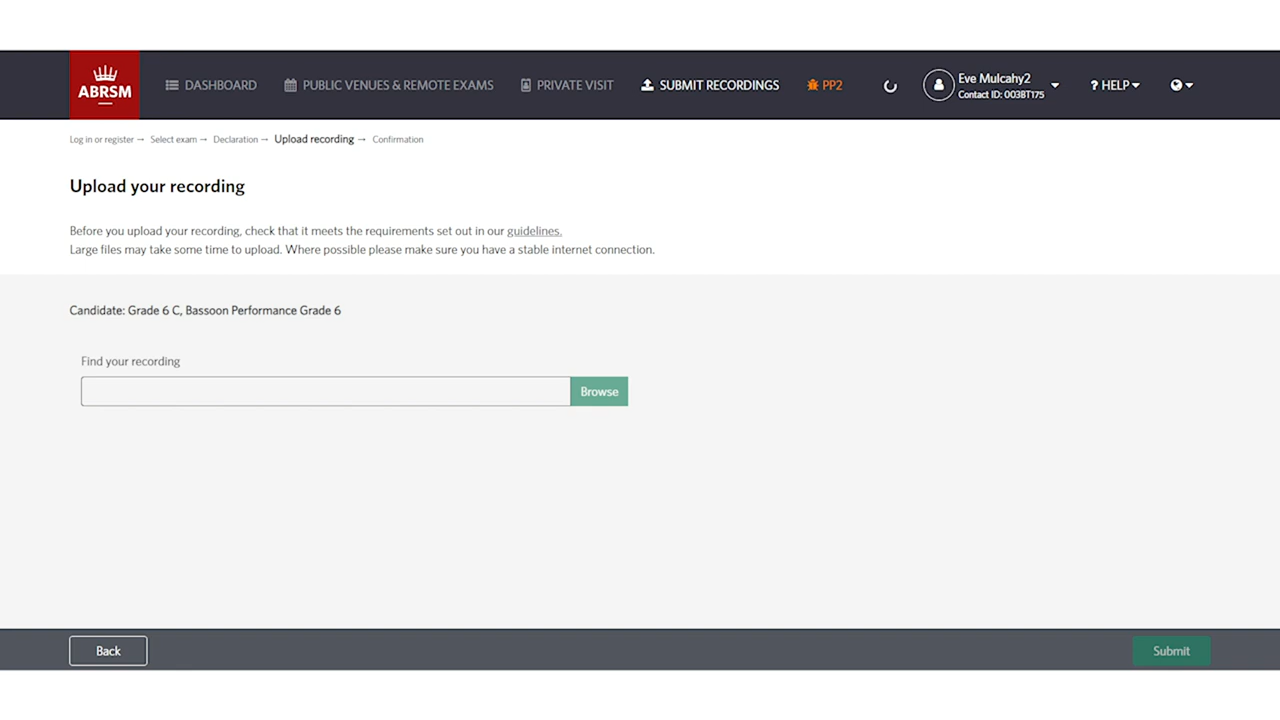 ABRSM
DASHBOARD
PUBLIC VENUES & REMOTE EXAMS
PRIVATE VISIT
SUBMIT RECORDINGS
PP2
Eve Mulcahy2
Contact ID: 003BT175
? HELP
Log in or register → Select exam → Declaration → Upload recording → Confirmation
Upload your recording
Before you upload your recording, check that it meets the requirements set out in our guidelines.
Large files may take some time to upload. Where possible please make sure you have a stable internet connection.
Candidate: Grade 6 C, Bassoon Performance Grade 6
Find your recording
Browse
Back
Submit